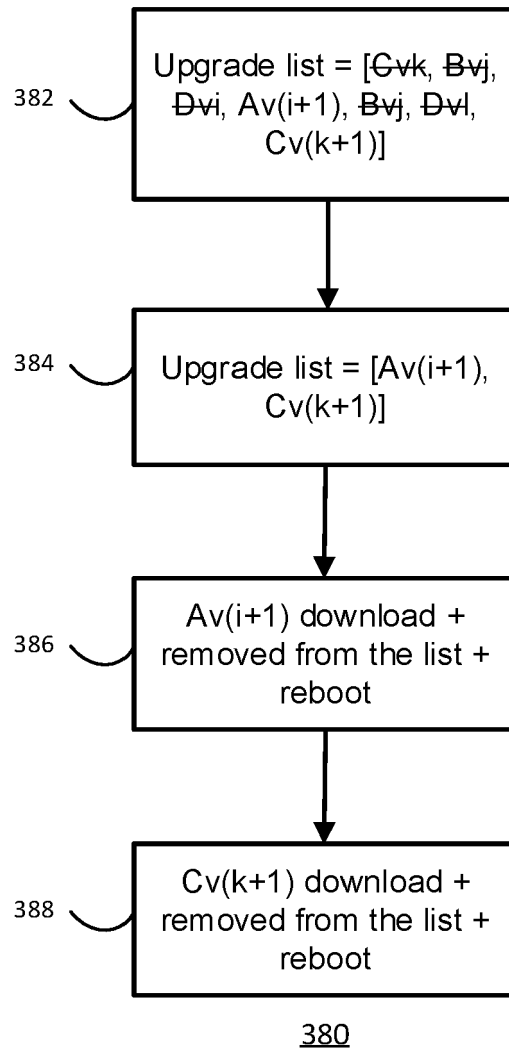 382
Upgrade list = [~~Cvk~~, ~~Bvj~~,
~~Dvi~~, Av(i+1), ~~Bvj~~, ~~Dvl~~,
Cv(k+1)]
384
Upgrade list = [Av(i+1),
Cv(k+1)]
386
Av(i+1) download +
removed from the list +
reboot
388
Cv(k+1) download +
removed from the list +
reboot
380